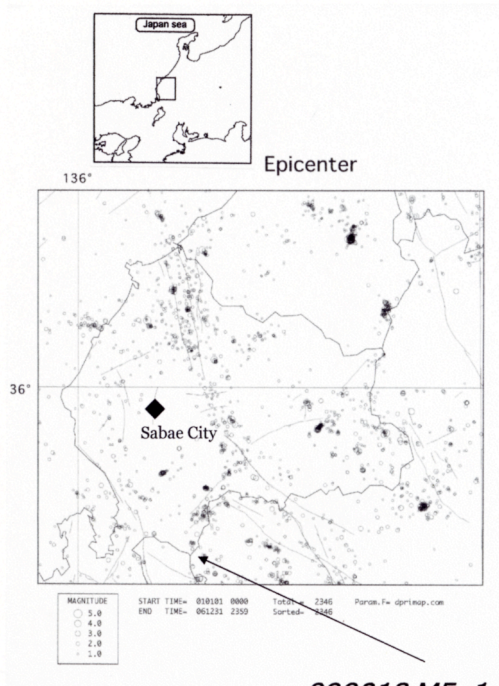 Japan sea
Epicenter
136°
36°
Sabae City
MAGNITUDE
5.0
4.0
3.0
2.0
1.0
START TIME= 010101 0000 Total = 2346 Param.F= dprimap.com
END TIME= 061231 2359 Sorted= 2346